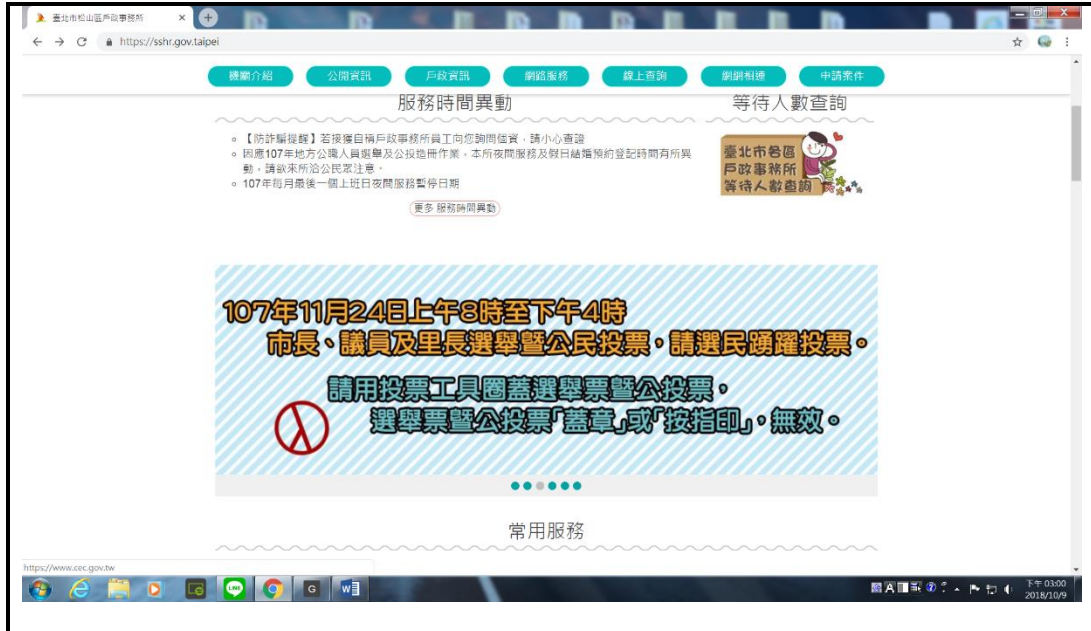 臺北市松山區戶政事務所
https://sshr.gov.taipei
機關介紹 公開資訊 戶政資訊 網路服務 線上查詢 網網相連 申請案件
服務時間異動
【防詐騙提醒】若接獲自稱戶政事務所員工向您詢問個資，請小心查證
因應107年地方公職人員選舉及公投造冊作業，本所夜間服務及假日結婚預約登記時間有所異
動，請欲來所洽公民眾注意。
107年每月最後一個上班日夜間服務暫停日期
更多 服務時間異動
等待人數查詢
臺北市各區
戶政事務所
等待人數查詢
107年11月24日上午8時至下午4時
市長、議員及里長選舉暨公民投票，請選民踴躍投票。
請用投票工具圈蓋選舉票暨公投票，
選舉票暨公投票「蓋章」或「按指印」，無效。
常用服務
https://www.cec.gov.tw
下午 03:00
2018/10/9